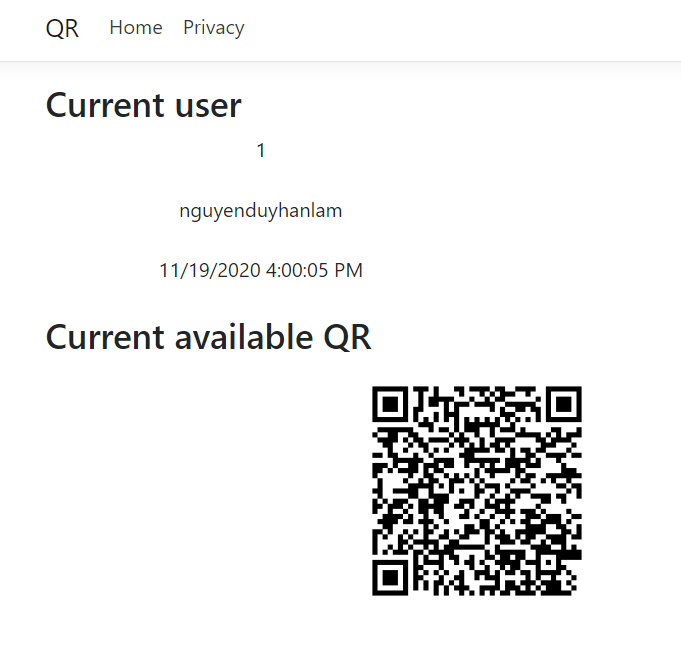 QR Home Privacy
Current user
1
nguyenduyhanlam
11/19/2020 4:00:05 PM
Current available QR